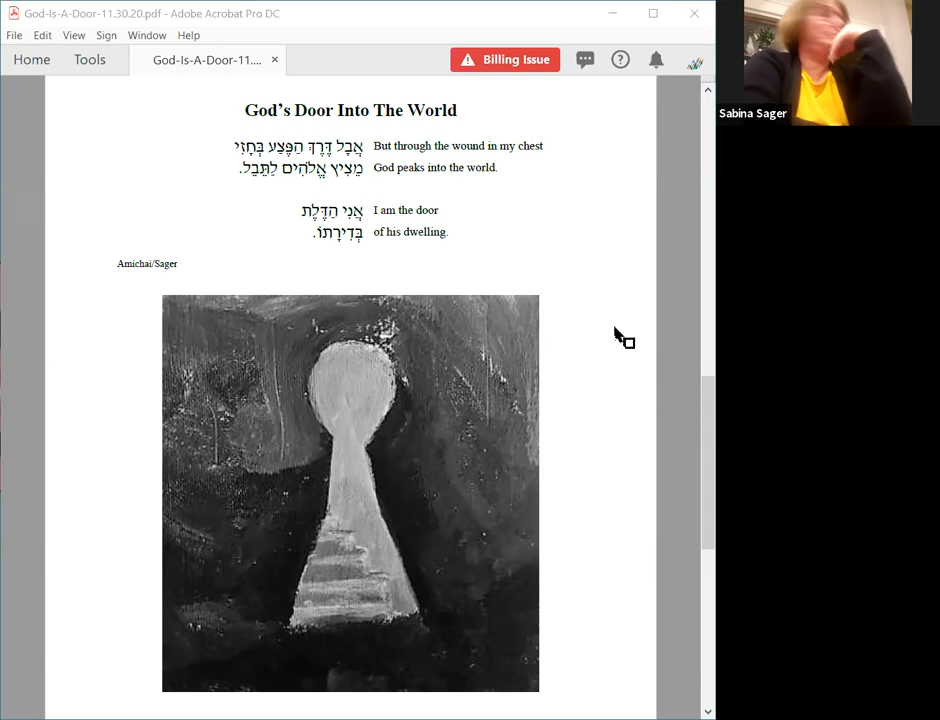 God-Is-A-Door-11.30.20.pdf - Adobe Acrobat Pro DC
File Edit View Sign Window Help
Home Tools God-Is-A-Door-11.... × Billing Issue
Sabina Sager
God's Door Into The World
אֲבָל דֶּרֶךְ הַפֶּצַע בְּחָזִי But through the wound in my chest
מֵצִיץ אֱלֹהִים לַתֵּבֵל. God peaks into the world.
אֲנִי הַדֶּלֶת I am the door
בְּדִירָתוֹ. of his dwelling.
Amichai/Sager